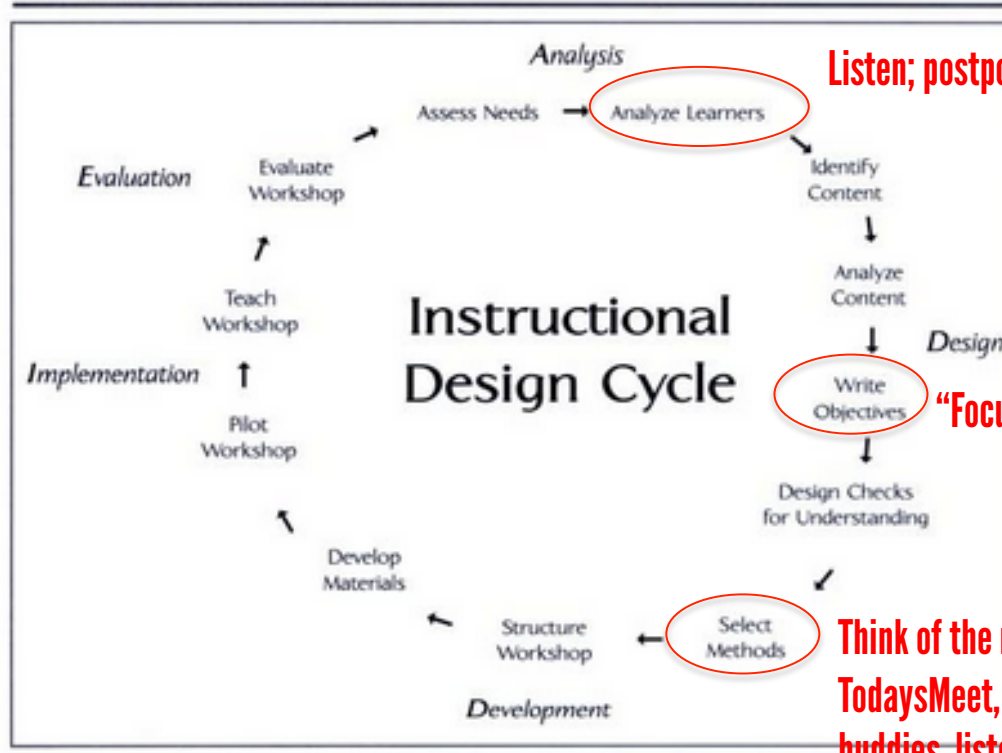 Analysis
Listen;
Assess Needs
Analyze Learners
Evaluation
Evaluate
Workshop
Identify
Content
Teach
Workshop
Analyze
Content
Instructional
Design Cycle
Design
Implementation
Write
Objectives
Pilot
Workshop
Design Checks
for Understanding
Develop
Materials
Structure
Workshop
Select
Methods
Think of the
TodaysMeet,
buddies,
Development